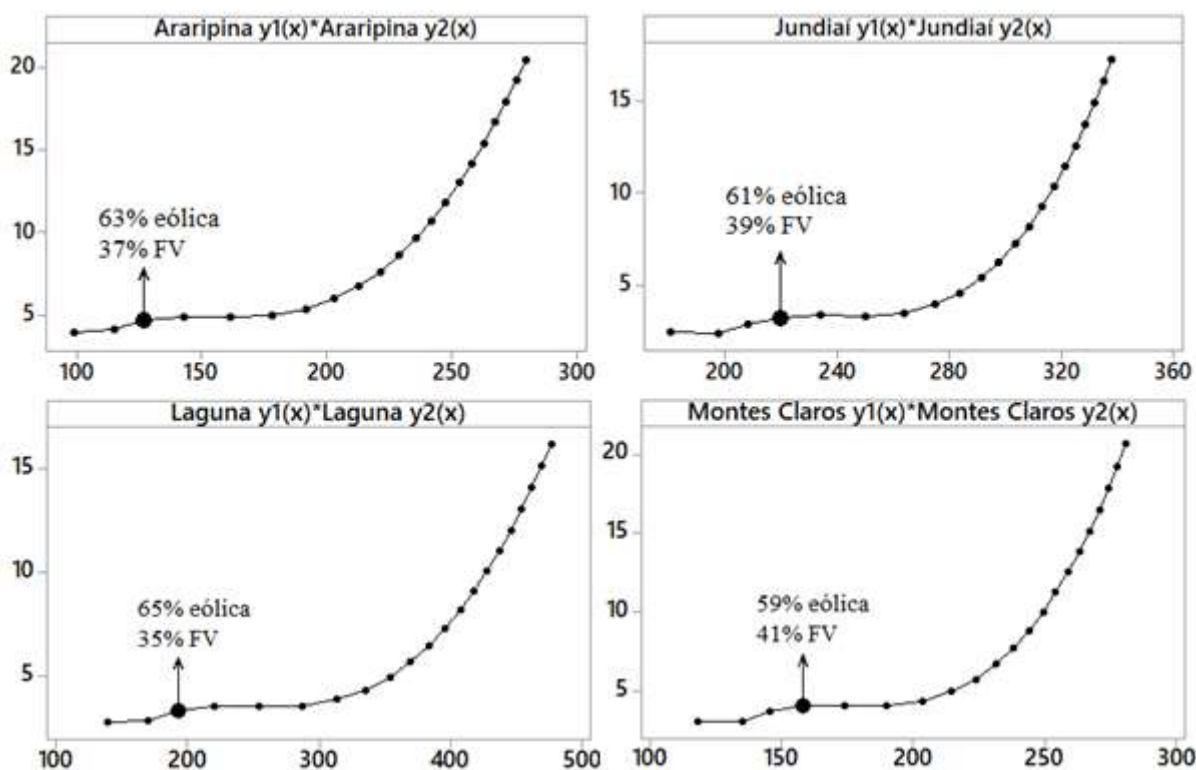 Araripina y1(x)*Araripina y2(x)
20
15
10
5
63% eólica
37% FV
100 150 200 250 300
Jundiaí y1(x)*Jundiaí y2(x)
15
10
5
61% eólica
39% FV
200 240 280 320 360
Laguna y1(x)*Laguna y2(x)
15
10
5
65% eólica
35% FV
100 200 300 400 500
Montes Claros y1(x)*Montes Claros y2(x)
20
15
10
5
59% eólica
41% FV
100 150 200 250 300